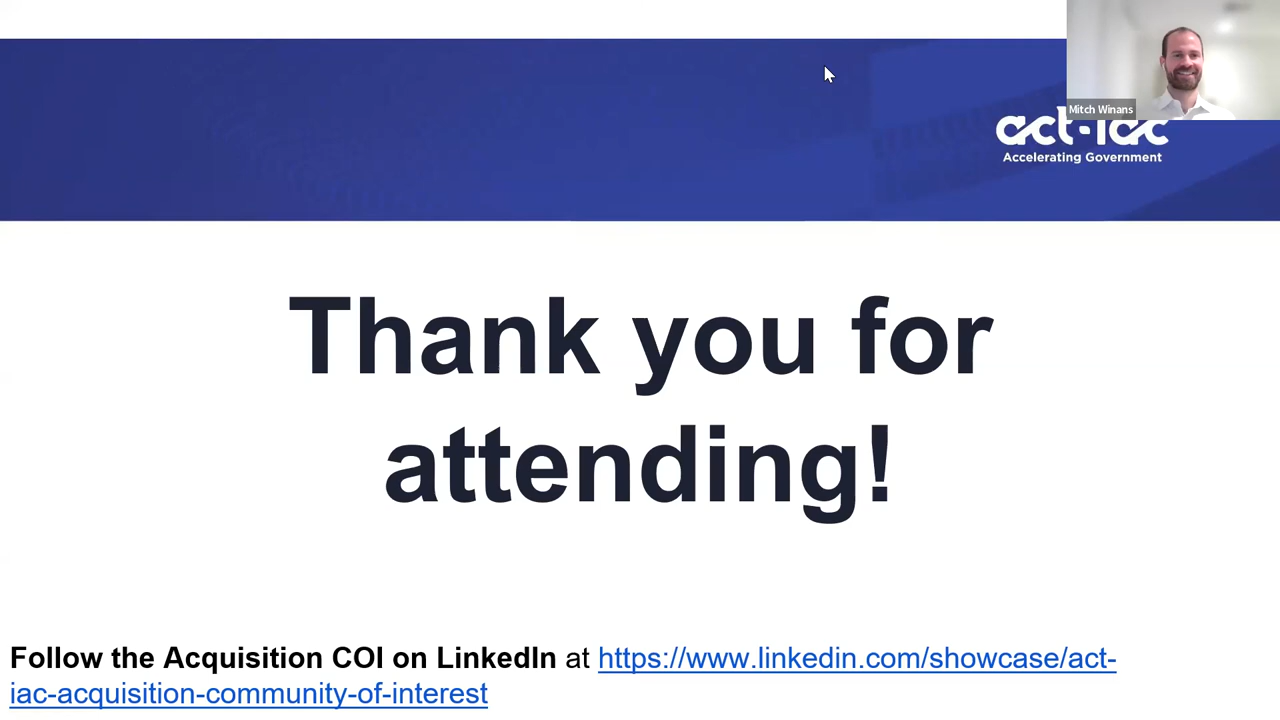 Mitch Winans
act-iac
Accelerating Government
Thank you for
attending!
Follow the Acquisition COI on LinkedIn at https://www.linkedin.com/showcase/act-
iac-acquisition-community-of-interest